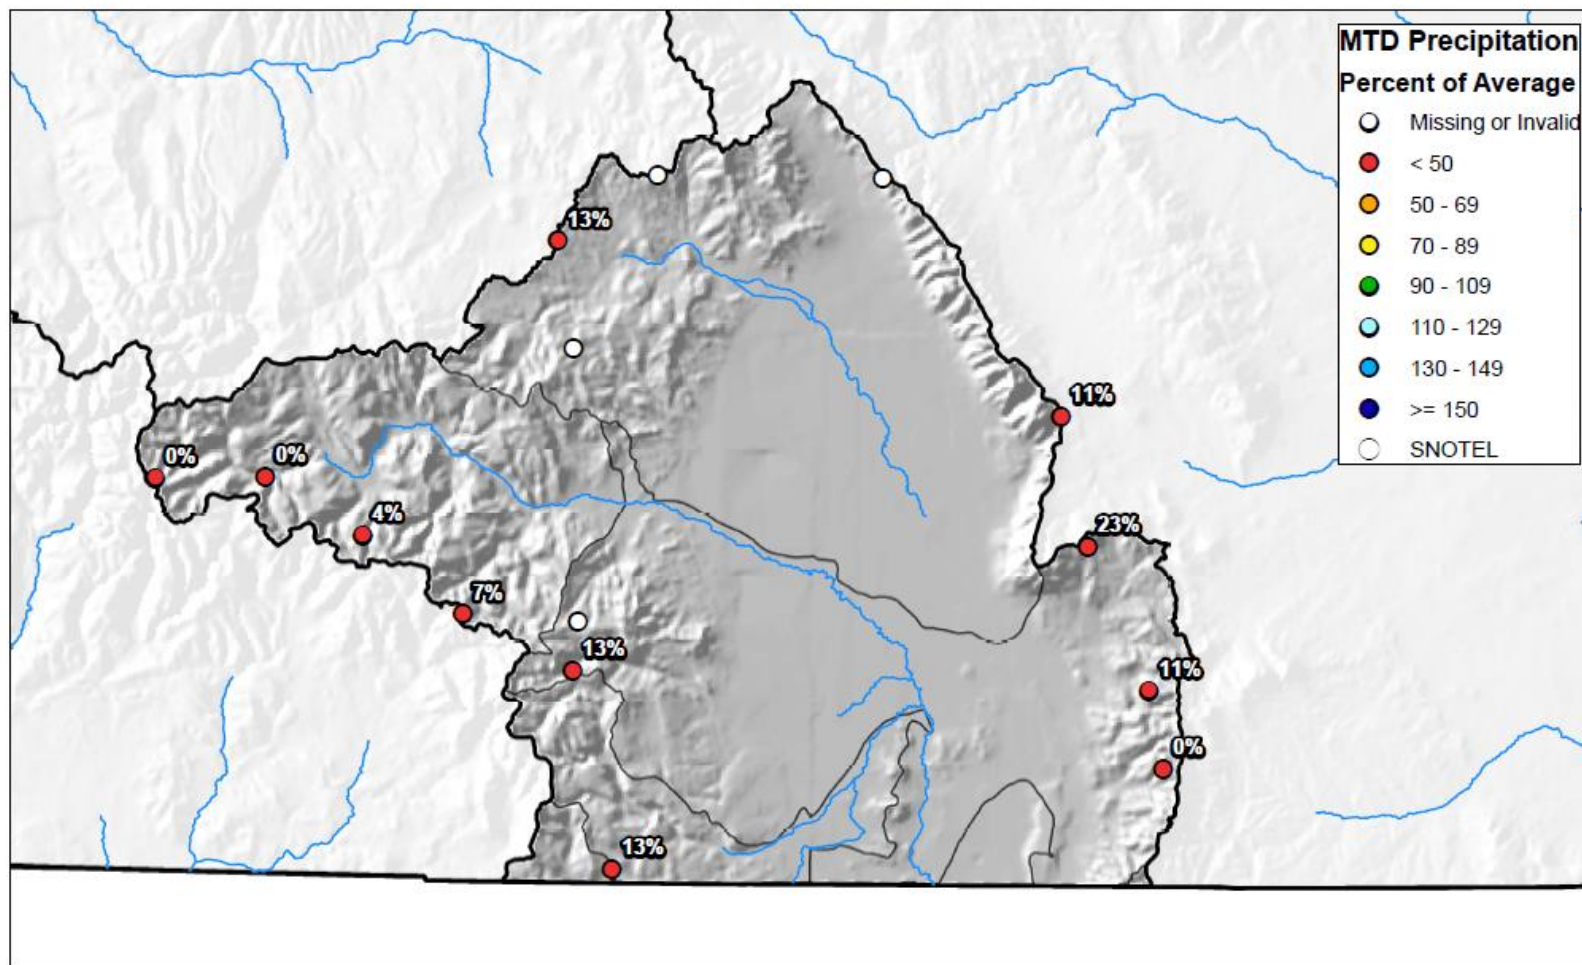 MTD Precipitation
Percent of Average
Missing or Invalid
< 50
50 - 69
70 - 89
90 - 109
110 - 129
130 - 149
>= 150
SNOTEL
13%
11%
0%
0%
4%
23%
7%
13%
11%
0%
13%